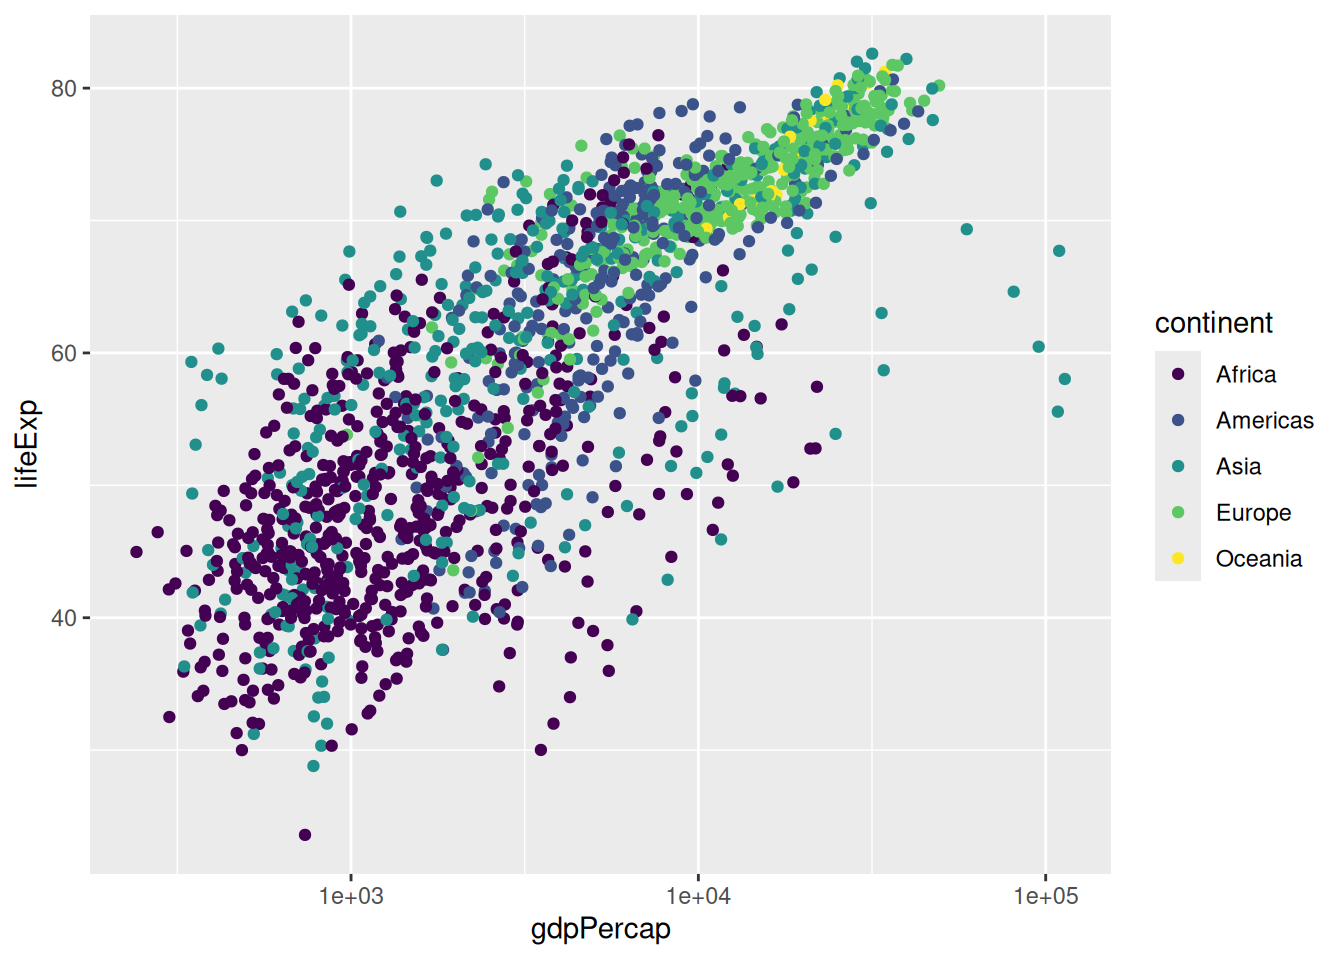 80
60
40
lifeExp
1e+03
1e+04
1e+05
gdpPercap
continent
Africa
Americas
Asia
Europe
Oceania